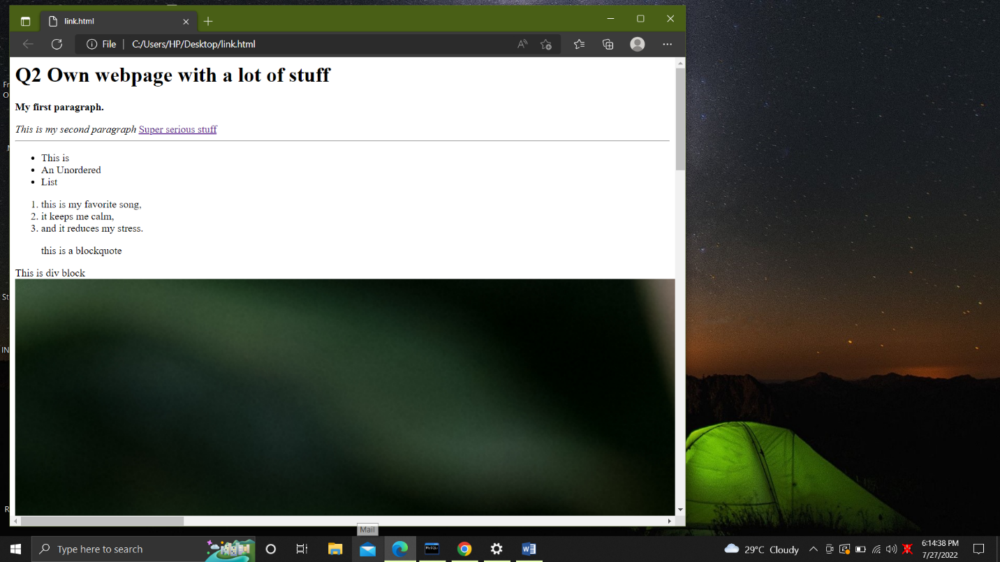 link.html
File
C:/Users/HP/Desktop/link.html
Q2 Own webpage with a lot of stuff
My first paragraph.
This is my second paragraph Super serious stuff
This is
An Unordered
List
1. this is my favorite song,
2. it keeps me calm,
3. and it reduces my stress.
this is a blockquote
This is div block
Mail
Type here to search
29°C Cloudy
6:14:38 PM
7/27/2022